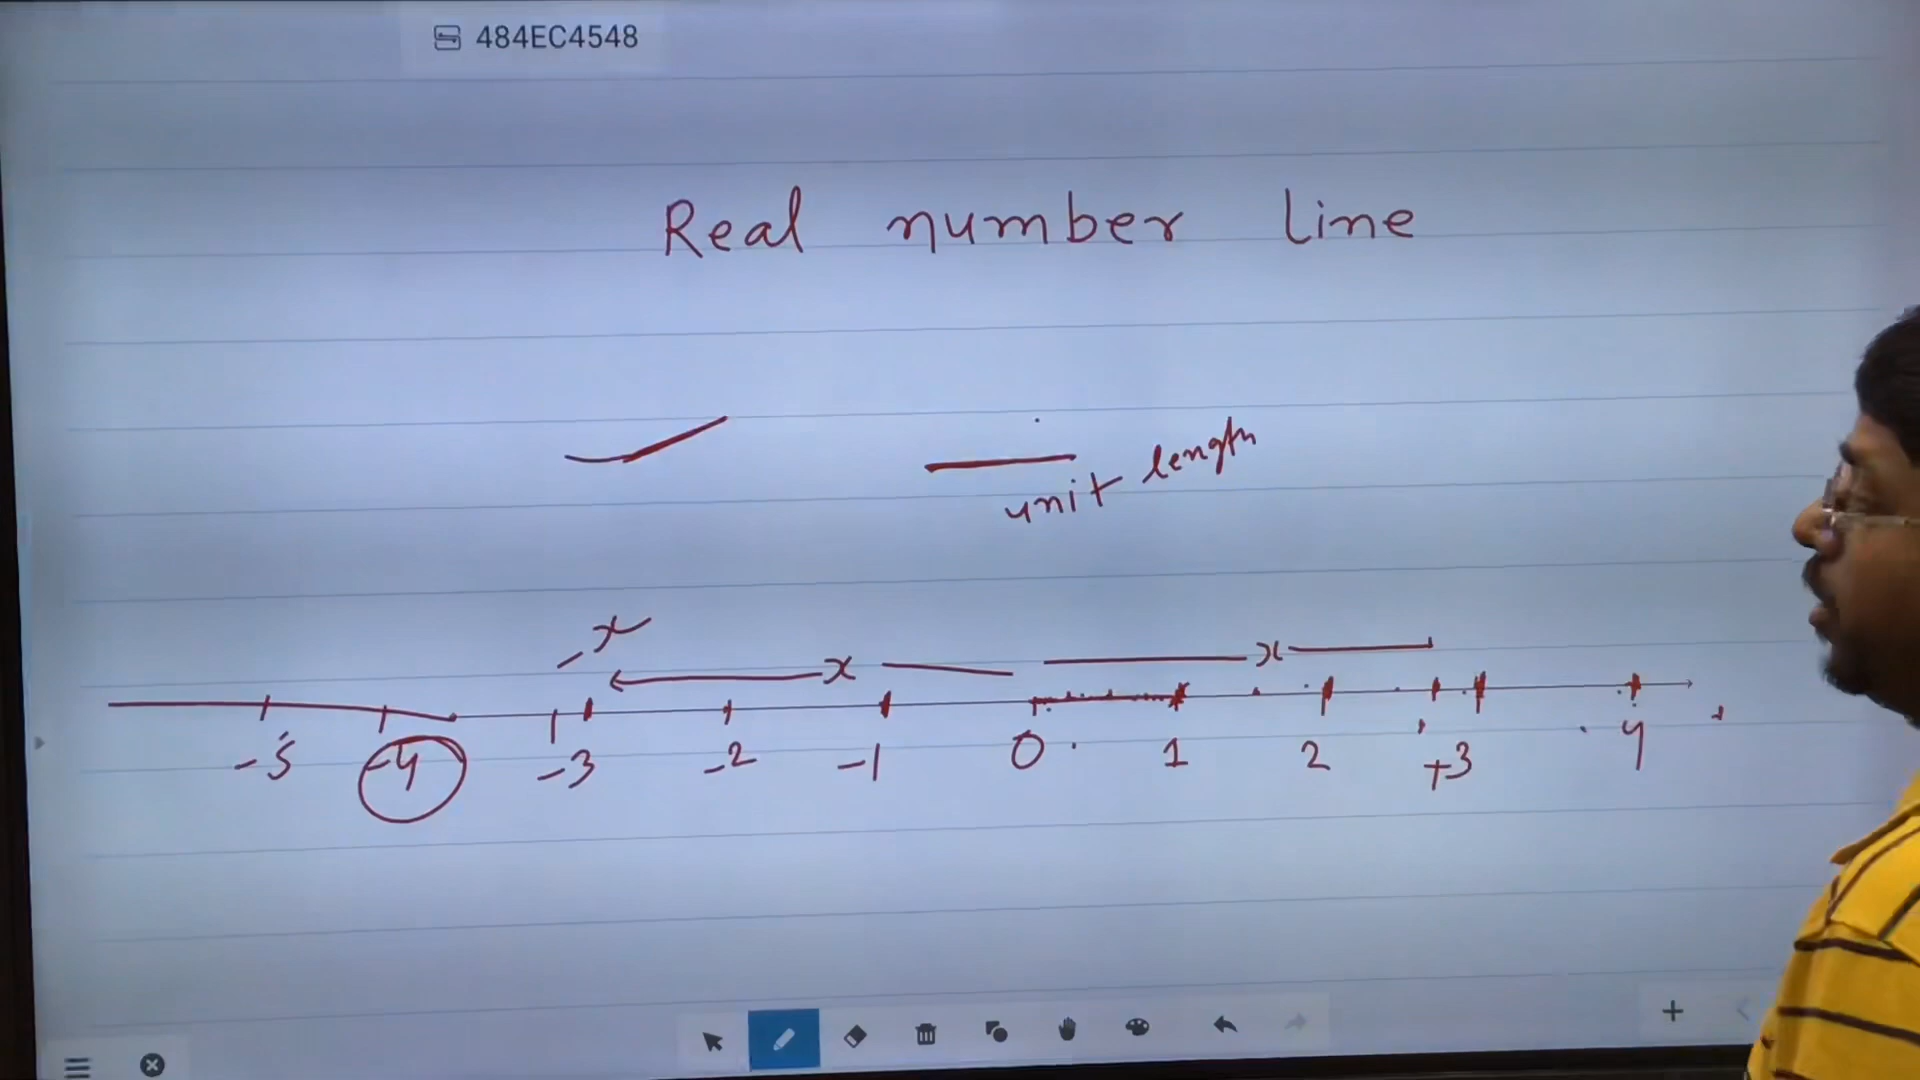 484EC4548
Real number line
unit length
-x x x
-5 -4 -3 -2 -1 0 1 2 +3 4